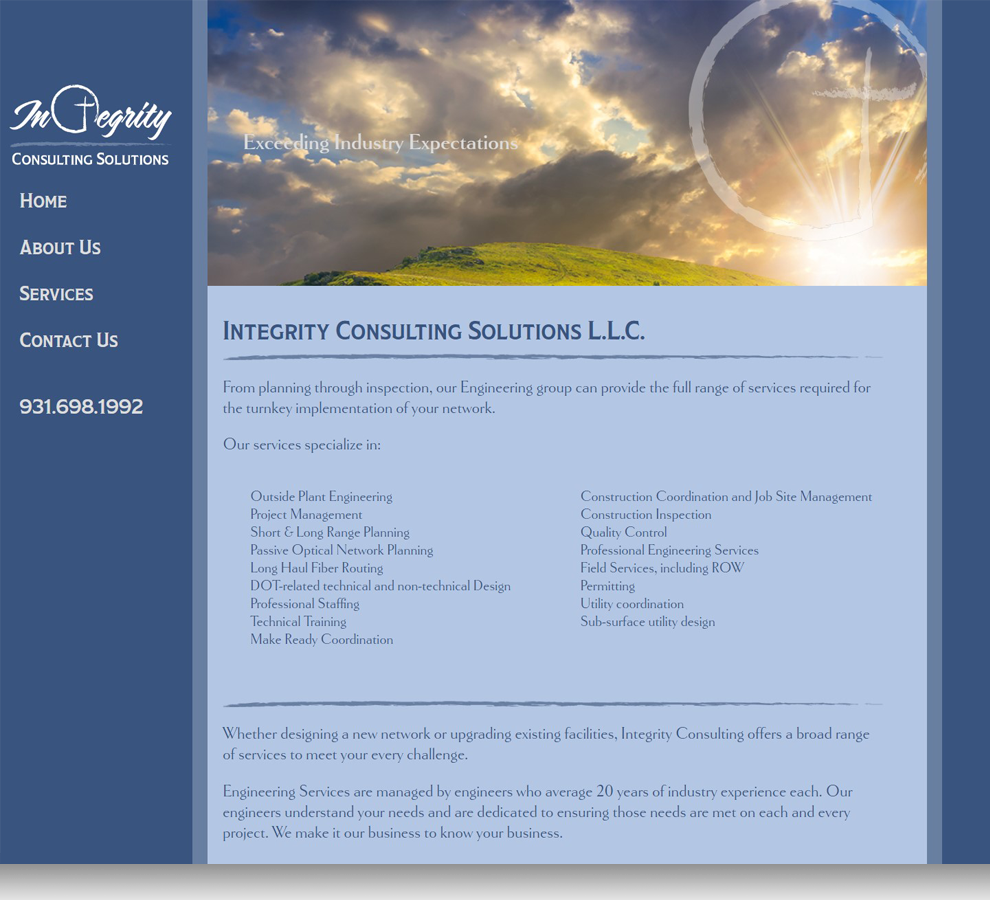 InTegrity
Consulting Solutions
Home
About Us
Services
Contact Us
931.698.1992
Exceeding Industry Expectations
Integrity Consulting Solutions L.L.C.
From planning through inspection, our Engineering group can provide the full range of services required for
the turnkey implementation of your network.
Our services specialize in:
Outside Plant Engineering
Project Management
Short & Long Range Planning
Passive Optical Network Planning
Long Haul Fiber Routing
DOT-related technical and non-technical Design
Professional Staffing
Technical Training
Make Ready Coordination
Construction Coordination and Job Site Management
Construction Inspection
Quality Control
Professional Engineering Services
Field Services, including ROW
Permitting
Utility coordination
Sub-surface utility design
Whether designing a new network or upgrading existing facilities, Integrity Consulting offers a broad range
of services to meet your every challenge.
Engineering Services are managed by engineers who average 20 years of industry experience each. Our
engineers understand your needs and are dedicated to ensuring those needs are met on each and every
project. We make it our business to know your business.